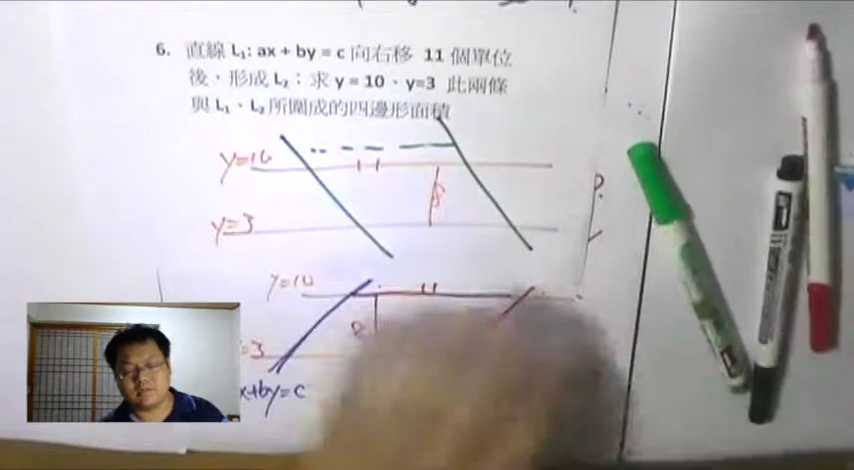 6. 直線 L₁: ax + by = c 向右移 11 個單位
後，形成 L₂：求 y = 10、y=3 此兩條
與 L₁、L₂ 所圍成的四邊形面積
y=10
11
y=3
y=10
11
=3
x+by=c